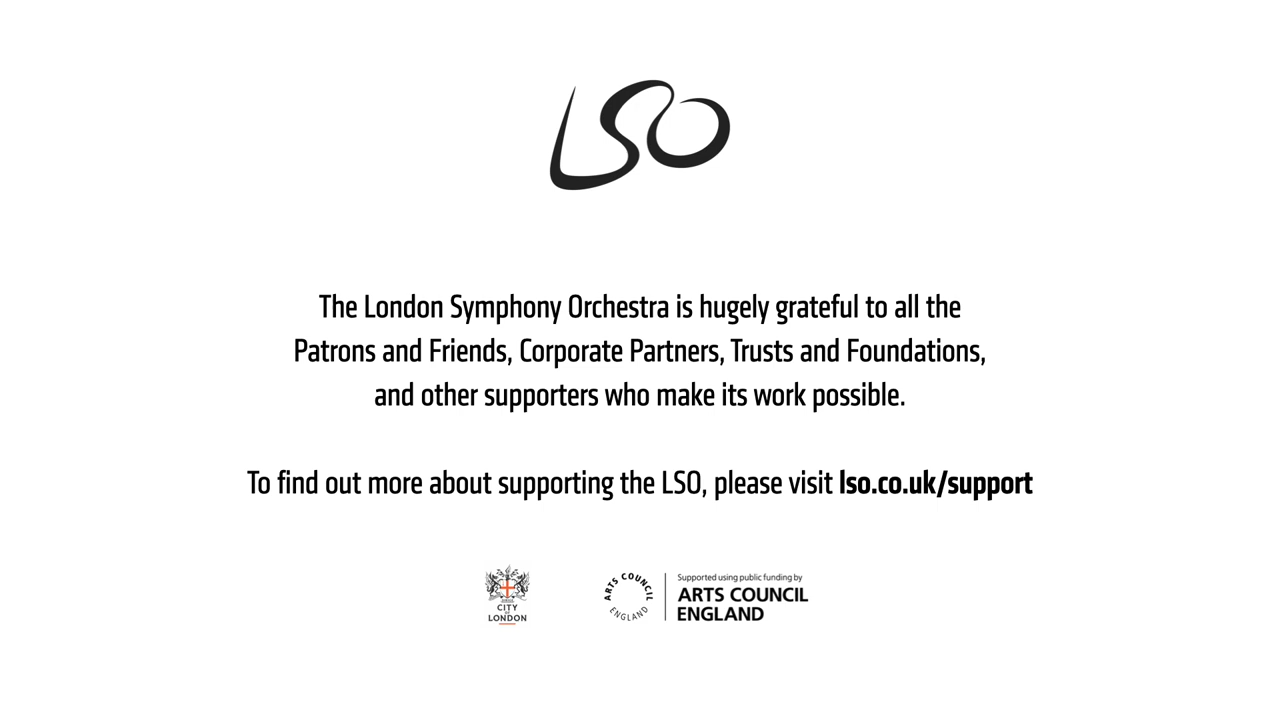 LSO
The London Symphony Orchestra is hugely grateful to all the
Patrons and Friends, Corporate Partners, Trusts and Foundations,
and other supporters who make its work possible.
To find out more about supporting the LSO, please visit lso.co.uk/support
CITY
OF
LONDON
ARTS COUNCIL
ENGLAND
Supported using public funding by
ARTS COUNCIL
ENGLAND